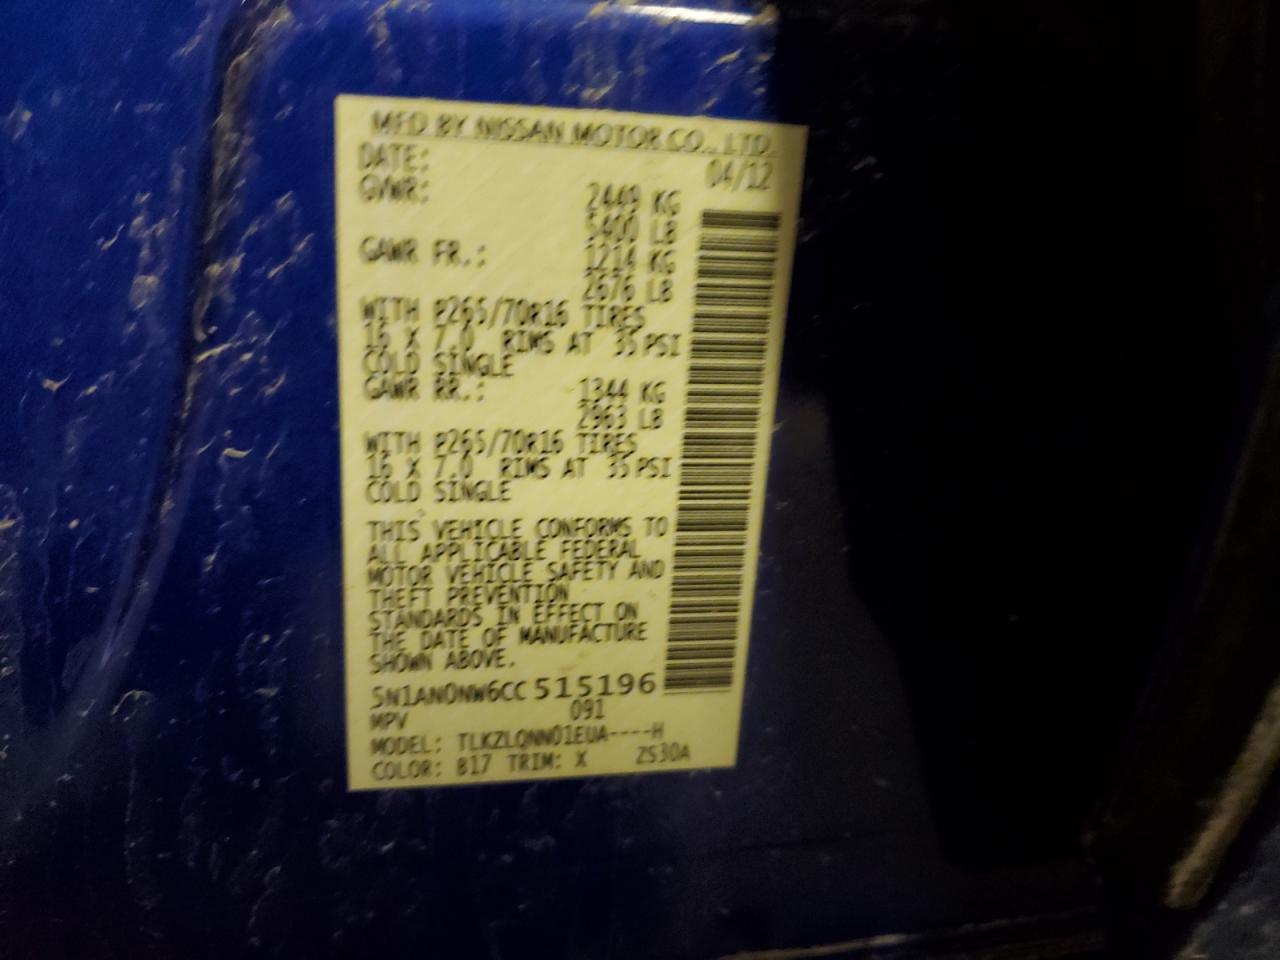 MFD BY NISSAN MOTOR CO., LTD.
DATE: 04/12
GVWR: 2449 KG
5400 LB
GAWR FR.: 1214 KG
2676 LB
WITH P265/70R16 TIRES
16 X 7.0 RIMS AT 35 PSI
COLD SINGLE
GAWR RR.: 1344 KG
2963 LB
WITH P265/70R16 TIRES
16 X 7.0 RIMS AT 35 PSI
COLD SINGLE
THIS VEHICLE CONFORMS TO
ALL APPLICABLE FEDERAL
MOTOR VEHICLE SAFETY AND
THEFT PREVENTION
STANDARDS IN EFFECT ON
THE DATE OF MANUFACTURE
SHOWN ABOVE.
5N1AN0NW6CC515196
MPV 091
MODEL: TLKZLQNN01EUA----H
COLOR: B17 TRIM: X ZS30A